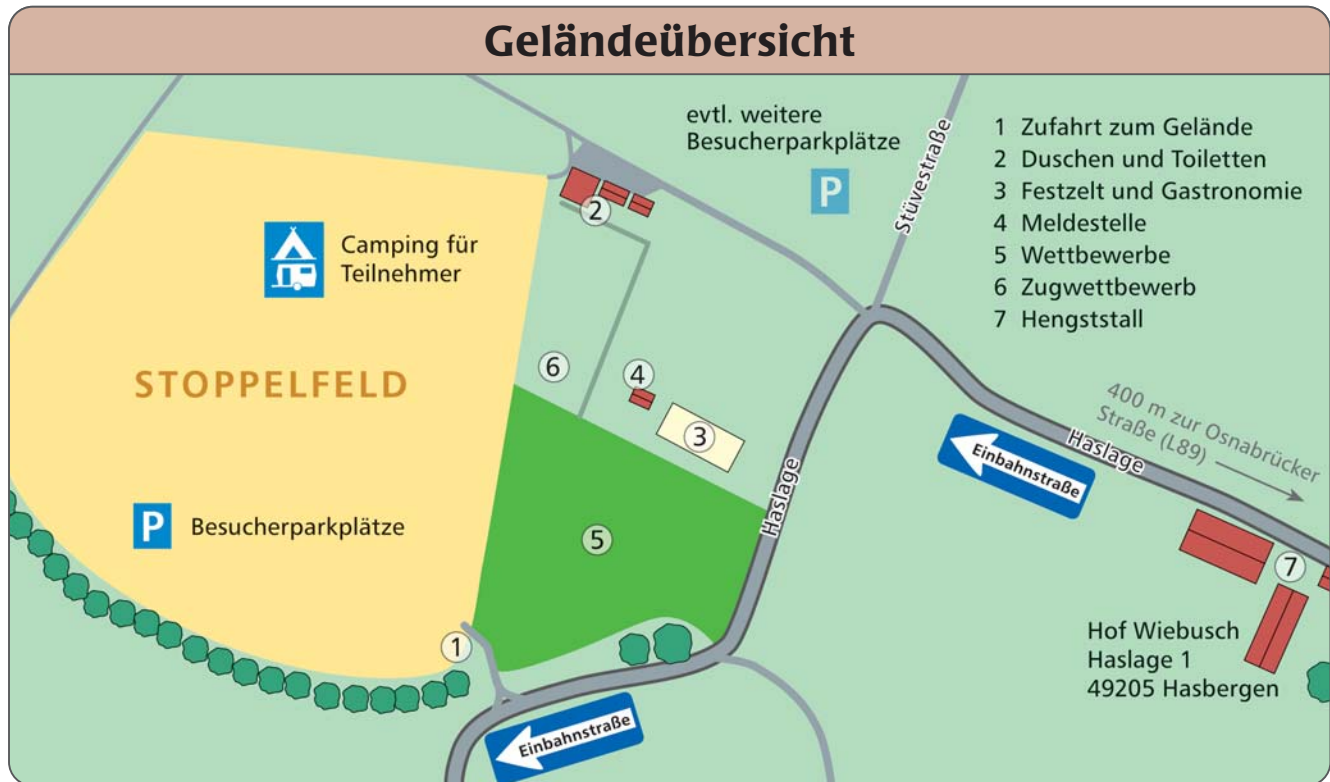 Geländeübersicht
evtl. weitere
Besucherparkplätze
P
Stüvestraße
1 Zufahrt zum Gelände
2 Duschen und Toiletten
3 Festzelt und Gastronomie
4 Meldestelle
5 Wettbewerbe
6 Zugwettbewerb
7 Hengststall
2
Camping für
Teilnehmer
STOPPELFELD
6
4
3
400 m zur Osnabrücker
Straße (L89)
Haslage
Einbahnstraße
Haslage
P Besucherparkplätze
5
7
1
Hof Wiebusch
Haslage 1
49205 Hasbergen
Einbahnstraße